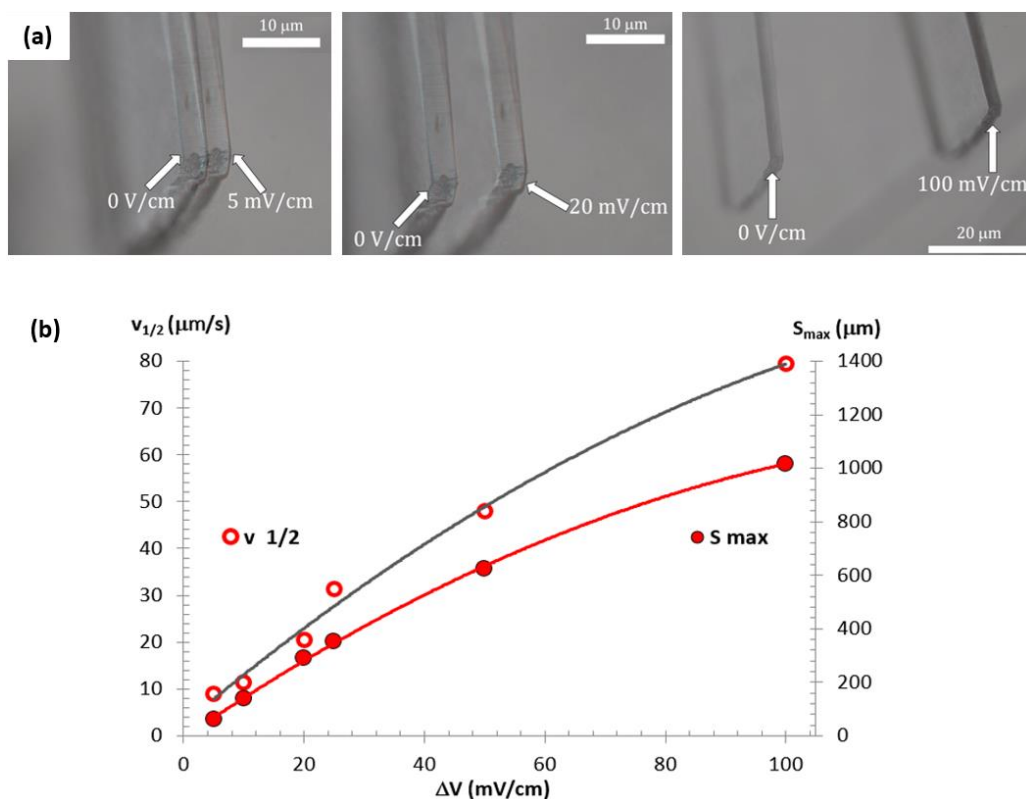 (a)
10 μm
0 V/cm
5 mV/cm
10 μm
0 V/cm
20 mV/cm
100 mV/cm
0 V/cm
20 μm
(b)
v1/2 (μm/s)
Smax (μm)
80
70
60
50
40
30
20
10
0
v 1/2
S max
1400
1200
1000
800
600
400
200
0
0
20
40
60
80
100
ΔV (mV/cm)